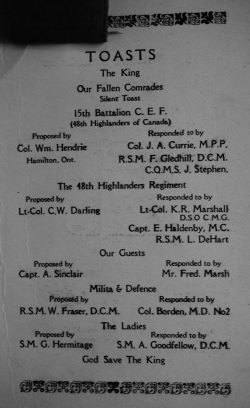 TOASTS
The King
Our Fallen Comrades
Silent Toast
15th Battalion C. E. F.
(48th Highlanders of Canada)
Proposed by Responded to by
Col. Wm. Hendrie Col. J. A. Currie, M.P.P.
Hamilton, Ont. R.S.M. F. Gledhill, D.C.M.
C.Q.M.S. J. Stephen,
The 48th Highlanders Regiment
Proposed by Responded to by
Lt-Col. C.W. Darling Lt-Col. K.R. Marshall
D.S.O C.M.G.
Capt. E. Haldenby, M.C.
R.S.M. L. DeHart
Our Guests
Proposed by Responded to by
Capt. A. Sinclair Mr. Fred. Marsh
Milita & Defence
Proposed by Responded to by
R.S.M. W. Fraser, D.C.M. Col. Borden, M.D. No2
The Ladies
Proposed by Responded to by
S.M. G. Hermitage S.M. A. Goodfellow, D.C.M.
God Save The King